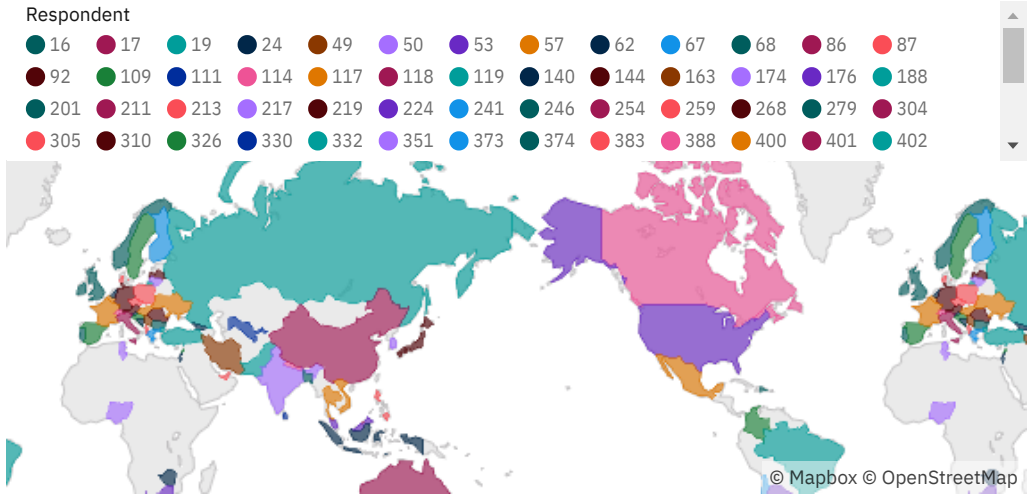 Respondent
16 17 19 24 49 50 53 57 62 67 68 86 87
92 109 111 114 117 118 119 140 144 163 174 176 188
201 211 213 217 219 224 241 246 254 259 268 279 304
305 310 326 330 332 351 373 374 383 388 400 401 402
© Mapbox © OpenStreetMap